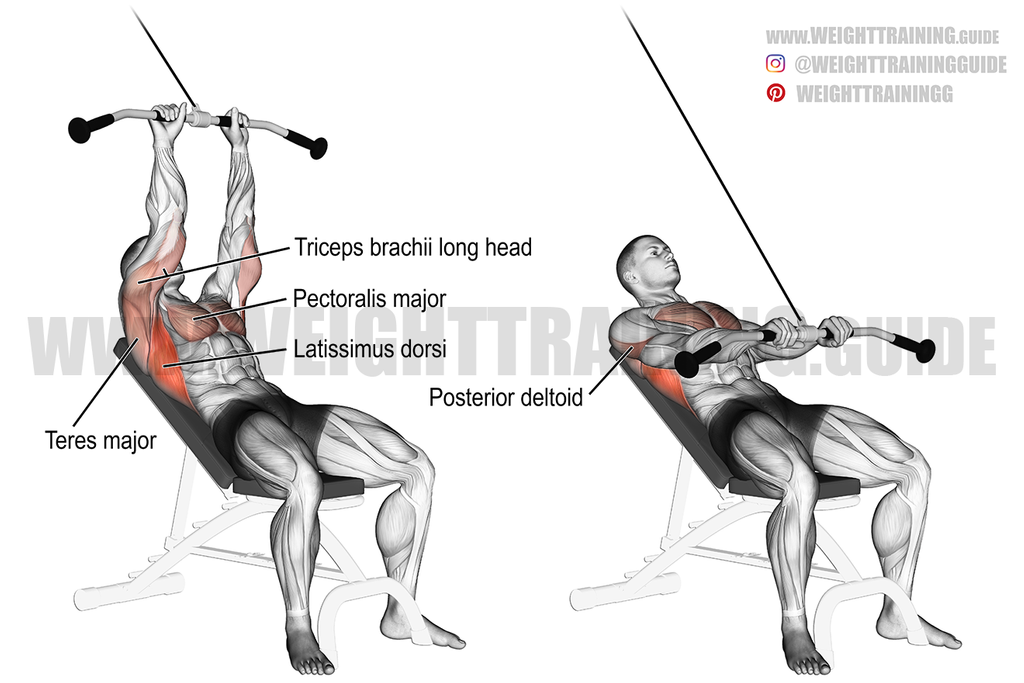 www.WEIGHTTRAINING.GUIDE
@WEIGHTTRAININGGUIDE
WEIGHTTRAININGG
Triceps brachii long head
Pectoralis major
WWW.WEIGHTTRAINING.GUIDE
Latissimus dorsi
Posterior deltoid
Teres major